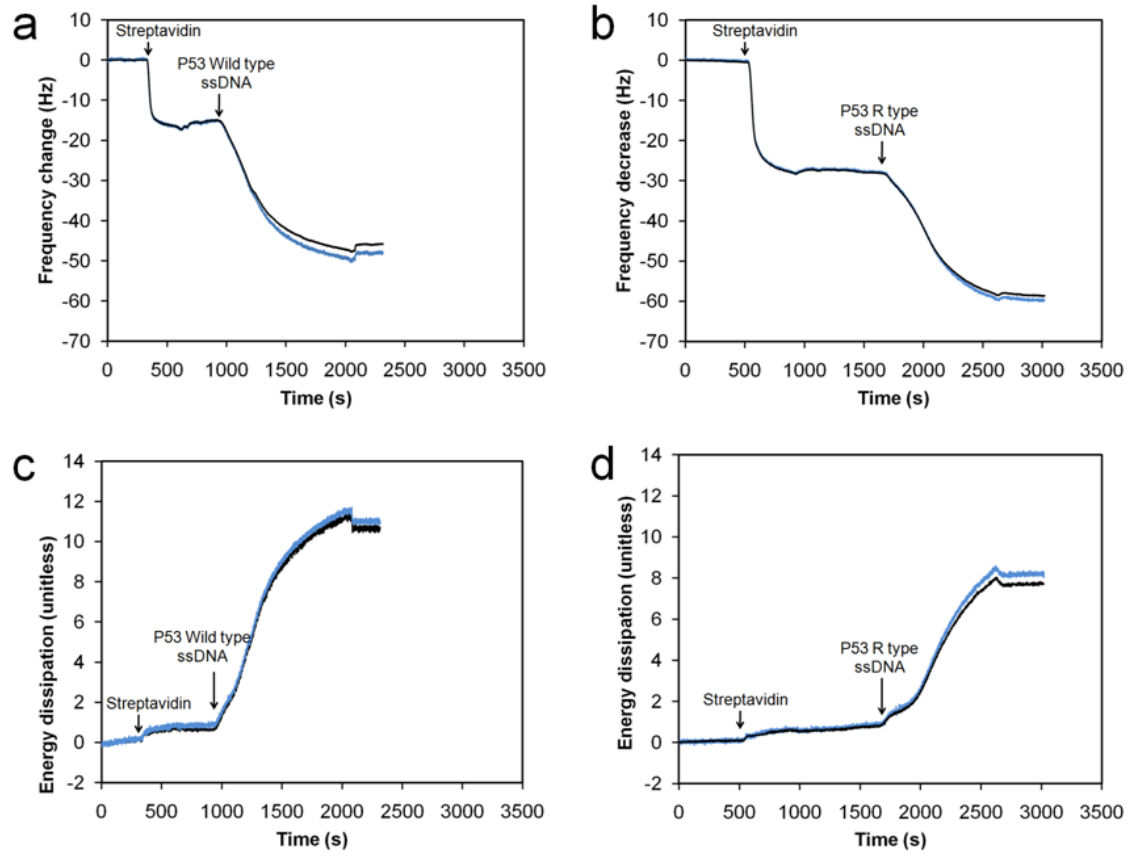 a
10
0
-10
-20
-30
-40
-50
-60
-70
Frequency change (Hz)
Streptavidin
P53 Wild type
ssDNA
0 500 1000 1500 2000 2500 3000 3500
Time (s)
b
10
0
-10
-20
-30
-40
-50
-60
-70
Frequency decrease (Hz)
Streptavidin
P53 R type
ssDNA
0 500 1000 1500 2000 2500 3000 3500
Time (s)
c
14
12
10
8
6
4
2
0
-2
Energy dissipation (unitless)
P53 Wild type
ssDNA
Streptavidin
0 500 1000 1500 2000 2500 3000 3500
Time (s)
d
14
12
10
8
6
4
2
0
-2
Energy dissipation (unitless)
P53 R type
ssDNA
Streptavidin
0 500 1000 1500 2000 2500 3000 3500
Time (s)